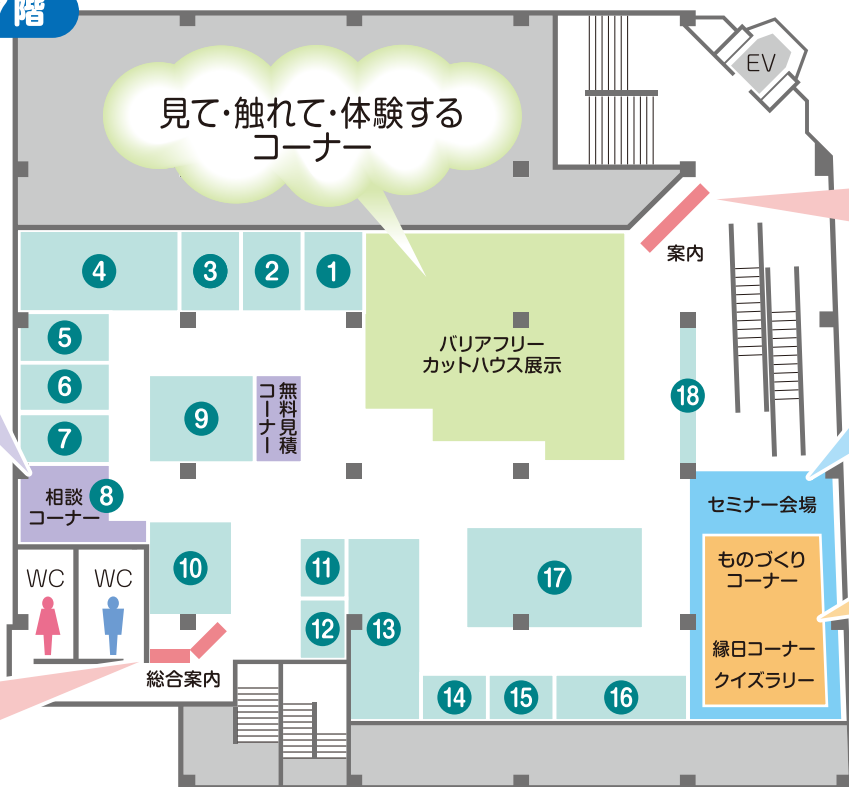 階
見て・触れて・体験する
コーナー
EV
案内
4
3
2
1
バリアフリー
カットハウス展示
5
6
7
9
無料見積
コーナー
18
相談
コーナー
8
セミナー会場
ものづくり
コーナー
縁日コーナー
クイズラリー
WC
WC
10
11
12
13
17
総合案内
14
15
16